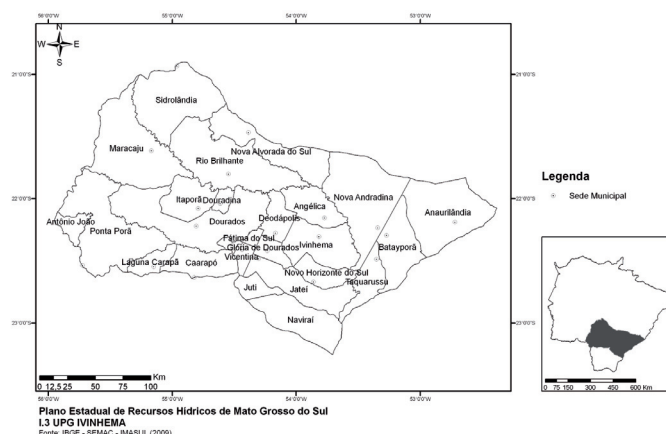 56°0'0"W 55°0'0"W 54°0'0"W 53°0'0"W
N
W E
S
21°0'0"S 21°0'0"S
Sidrolândia
Maracaju
Nova Alvorada do Sul
Rio Brilhante
Legenda
Sede Municipal
22°0'0"S 22°0'0"S
Itaporã Douradina
Nova Andradina
Angélica
Anaurilândia
Antônio João
Dourados
Deodápolis
Ponta Porã
Fátima do Sul
Ivinhema
Batayporã
Glória de Dourados
Vicentina
Laguna Carapã
Caarapó
Novo Horizonte do Sul
Taquarussu
Juti
Jateí
Naviraí
23°0'0"S 23°0'0"S
Km
0 12,5 25 50 75 100
56°0'0"W 55°0'0"W 54°0'0"W 53°0'0"W
0 75 150 300 450 600 Km
Plano Estadual de Recursos Hídricos de Mato Grosso do Sul
I.3 UPG IVINHEMA
Fonte: IBGE - SEMAC - IMASUL (2009)